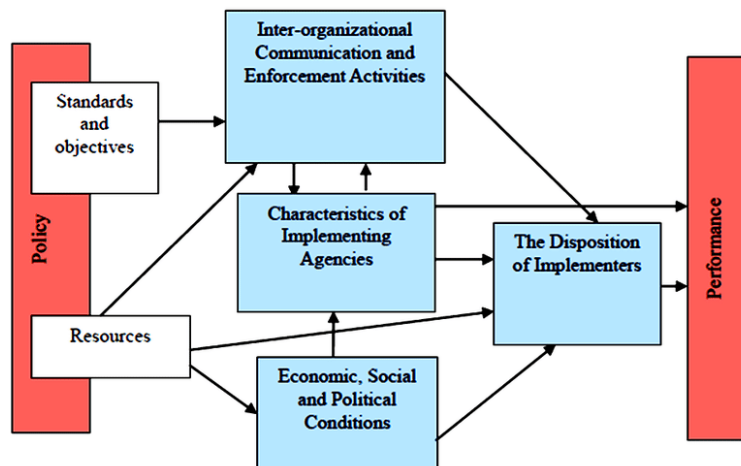 Inter-organizational
Communication and
Enforcement Activities
Standards and
objectives
Policy
Characteristics of
Implementing
Agencies
The Disposition
of Implementers
Performance
Resources
Economic, Social
and Political
Conditions